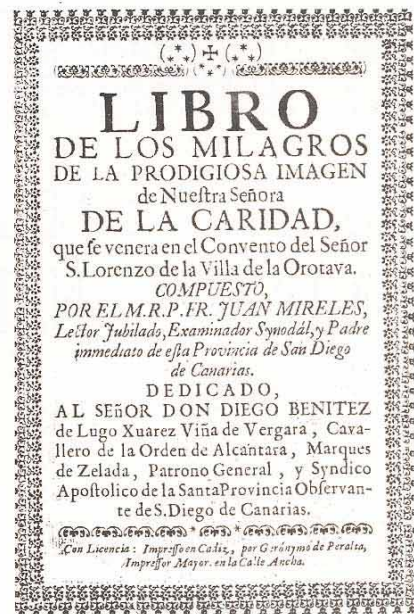 LIBRO
DE LOS MILAGROS
DE LA PRODIGIOSA IMAGEN
de Nueſtra Señora
DE LA CARIDAD,
que ſe venera en el Convento del Señor
S. Lorenzo de la Villa de la Orotava.
COMPUESTO,
POR EL M. R. P. FR. JUAN MIRELES,
Lector Jubilado, Examinador Synodál, y Padre
immediato de eſta Provincia de San Diego
de Canarias.
DEDICADO,
AL SEñOR DON DIEGO BENITEZ
de Lugo Xuarez Viña de Vergara, Cava-
llero de la Orden de Alcantara, Marques
de Zelada, Patrono General, y Syndico
Apoſtolico de la Santa Provincia Obſervan-
te de S. Diego de Canarias.
Con Licencia: Impreſſo en Cadiz, por Geronymo de Peralta,
Impreſſor Mayor. en la Calle Ancha.